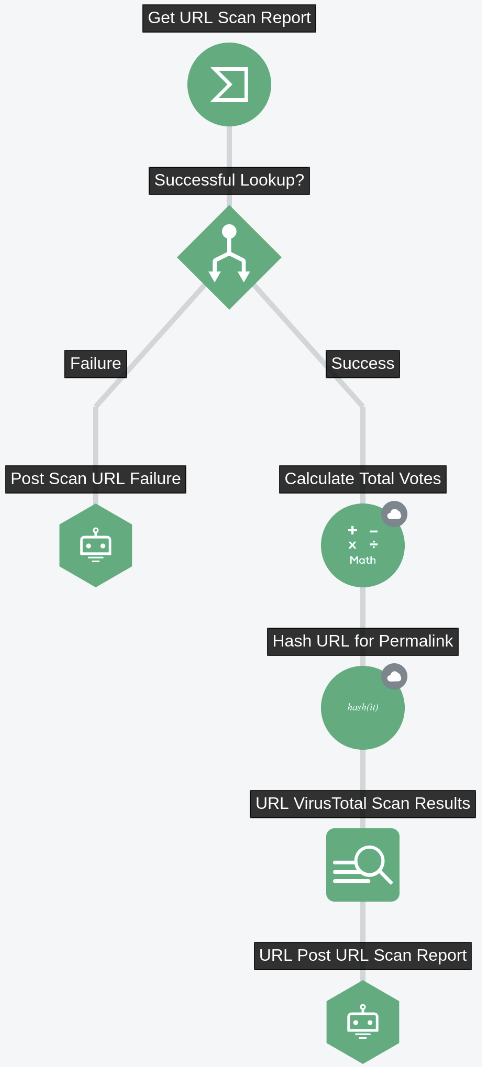 Get URL Scan Report
Successful Lookup?
Failure
Success
Post Scan URL Failure
Calculate Total Votes
+ −
x ÷
Math
Hash URL for Permalink
hash(it)
URL VirusTotal Scan Results
URL Post URL Scan Report